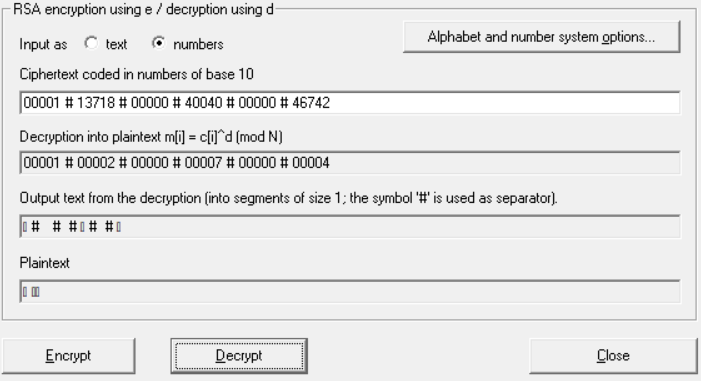 RSA encryption using e / decryption using d
Input as text numbers
Alphabet and number system options...
Ciphertext coded in numbers of base 10
00001 # 13718 # 00000 # 40040 # 00000 # 46742
Decryption into plaintext m[i] = c[i]^d (mod N)
00001 # 00002 # 00000 # 00007 # 00000 # 00004
Output text from the decryption (into segments of size 1; the symbol '#' is used as separator).
▯ #   #  # ▯ #  # ▯
Plaintext
▯ ▯▯
Encrypt Decrypt Close